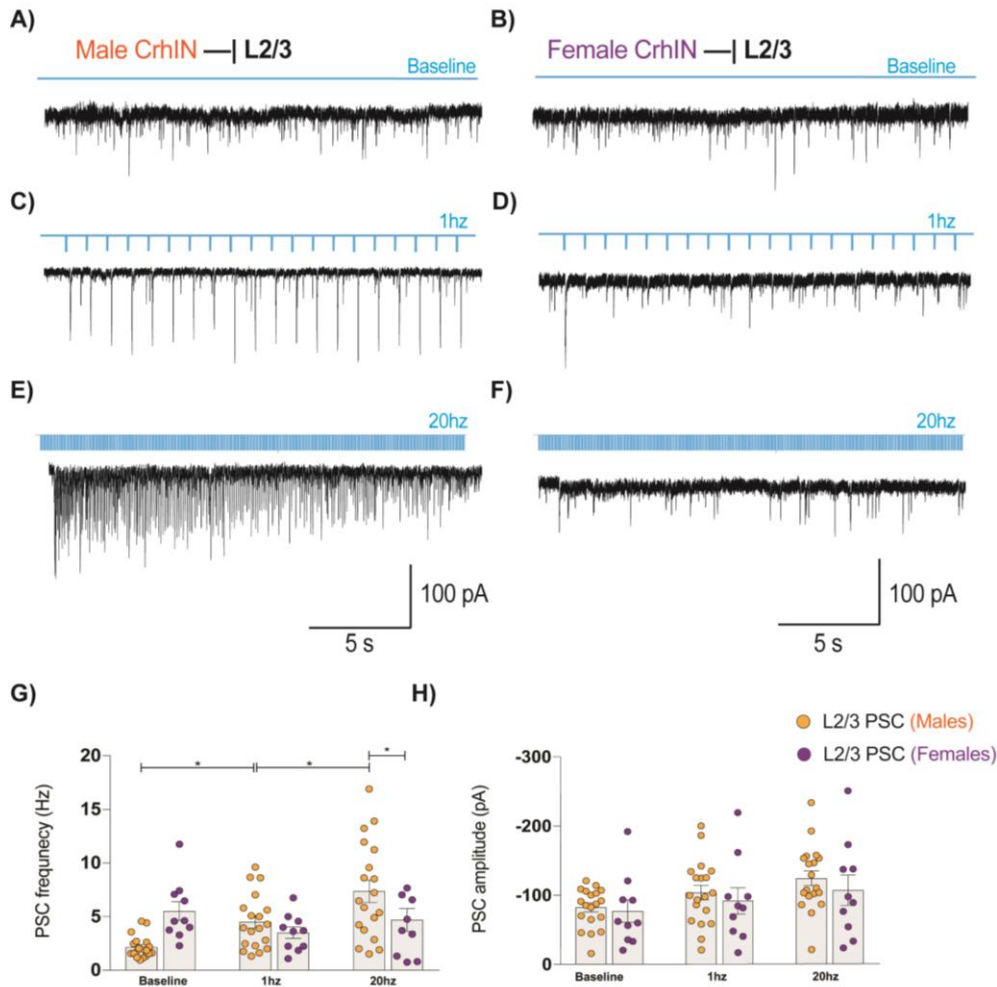 A)
Male CrhIN —| L2/3
Baseline
B)
Female CrhIN —| L2/3
Baseline
C)
1hz
D)
1hz
E)
20hz
F)
20hz
100 pA
5 s
100 pA
5 s
G)
PSC frequnecy (Hz)
20
15
10
5
0
* * *
Baseline 1hz 20hz
H)
L2/3 PSC (Males)
L2/3 PSC (Females)
PSC amplitude (pA)
-300
-200
-100
0
Baseline 1hz 20hz